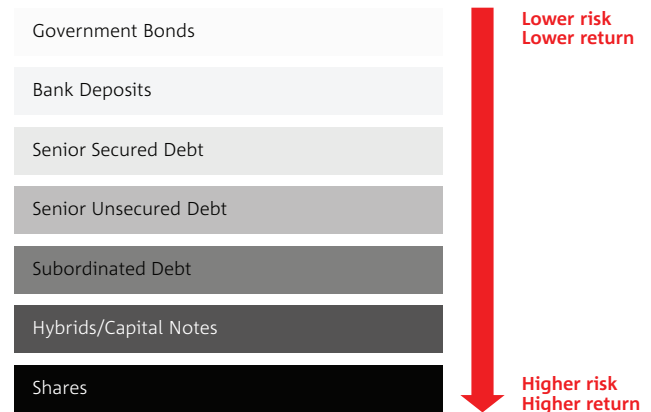 Government Bonds
Lower risk
Lower return
Bank Deposits
Senior Secured Debt
Senior Unsecured Debt
Subordinated Debt
Hybrids/Capital Notes
Shares
Higher risk
Higher return